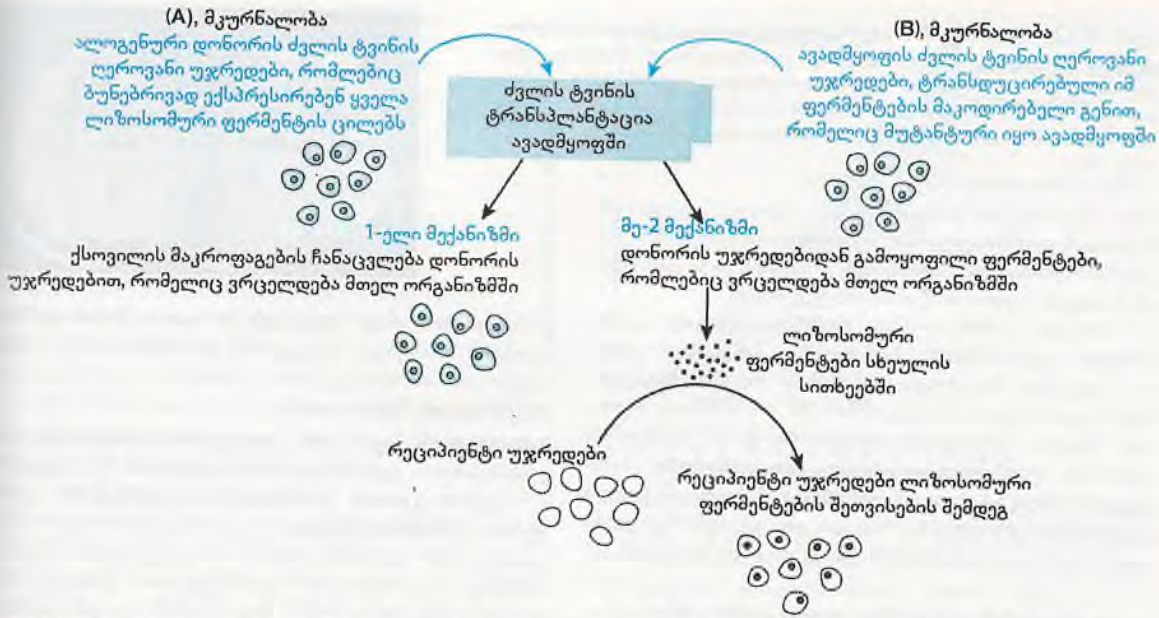 (A), მკურნალობა
ალოგენური დონორის ძვლის ტვინის
ღეროვანი უჯრედები, რომლებიც
ბუნებრივად ექსპრესირებენ ყველა
ლიზოსომური ფერმენტის ცილებს
ძვლის ტვინის
ტრანსპლანტაცია
ავადმყოფში
(B), მკურნალობა
ავადმყოფის ძვლის ტვინის ღეროვანი
უჯრედები, ტრანსდუცირებული იმ
ფერმენტების მაკოდირებელი გენით,
რომელიც მუტანტური იყო ავადმყოფში
1-ელი მექანიზმი
ქსოვილის მაკროფაგების ჩანაცვლება დონორის
უჯრედებით, რომელიც ვრცელდება მთელ ორგანიზმში
მე-2 მექანიზმი
დონორის უჯრედებიდან გამოყოფილი ფერმენტები,
რომლებიც ვრცელდება მთელ ორგანიზმში
ლიზოსომური
ფერმენტები სხეულის
სითხეებში
რეციპიენტი უჯრედები
რეციპიენტი უჯრედები ლიზოსომური
ფერმენტების შეთვისების შემდეგ